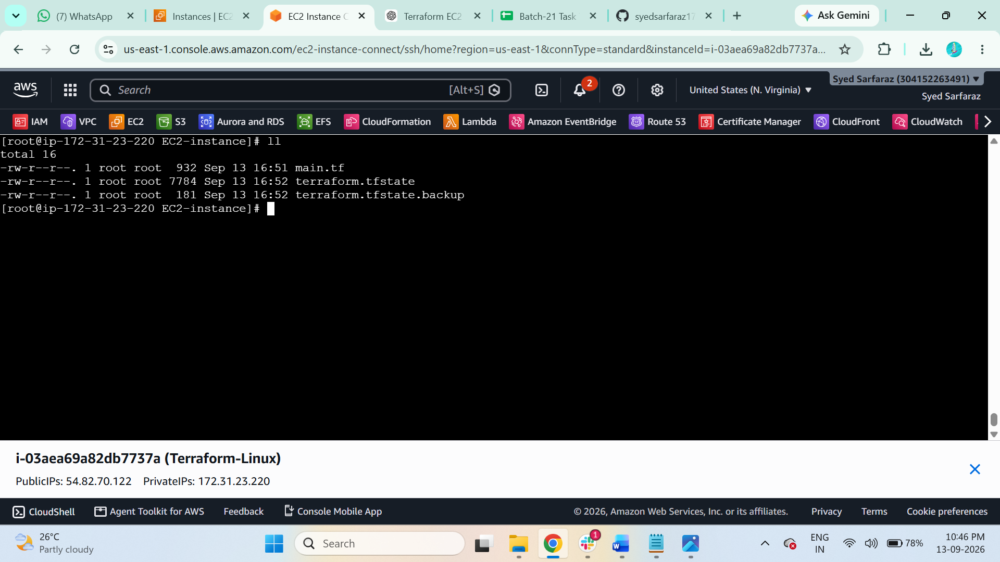 (7) WhatsApp
Instances | EC2
EC2 Instance C
Terraform EC2
Batch-21 Task
syedsarfaraz17
Ask Gemini
us-east-1.console.aws.amazon.com/ec2-instance-connect/ssh/home?region=us-east-1&connType=standard&instanceId=i-03aea69a82db7737a...
aws
Search
[Alt+S]
2
United States (N. Virginia)
Syed Sarfaraz (304152263491)
Syed Sarfaraz
IAM VPC EC2 S3 Aurora and RDS EFS CloudFormation Lambda Amazon EventBridge Route 53 Certificate Manager CloudFront CloudWatch
[root@ip-172-31-23-220 EC2-instance]# ll
total 16
-rw-r--r--. 1 root root  932 Sep 13 16:51 main.tf
-rw-r--r--. 1 root root 7784 Sep 13 16:52 terraform.tfstate
-rw-r--r--. 1 root root  181 Sep 13 16:52 terraform.tfstate.backup
[root@ip-172-31-23-220 EC2-instance]#
i-03aea69a82db7737a (Terraform-Linux)
PublicIPs: 54.82.70.122 PrivateIPs: 172.31.23.220
CloudShell Agent Toolkit for AWS Feedback Console Mobile App © 2026, Amazon Web Services, Inc. or its affiliates. Privacy Terms Cookie preferences
26°C
Partly cloudy
Search
1
ENG
IN
78%
10:46 PM
13-09-2026